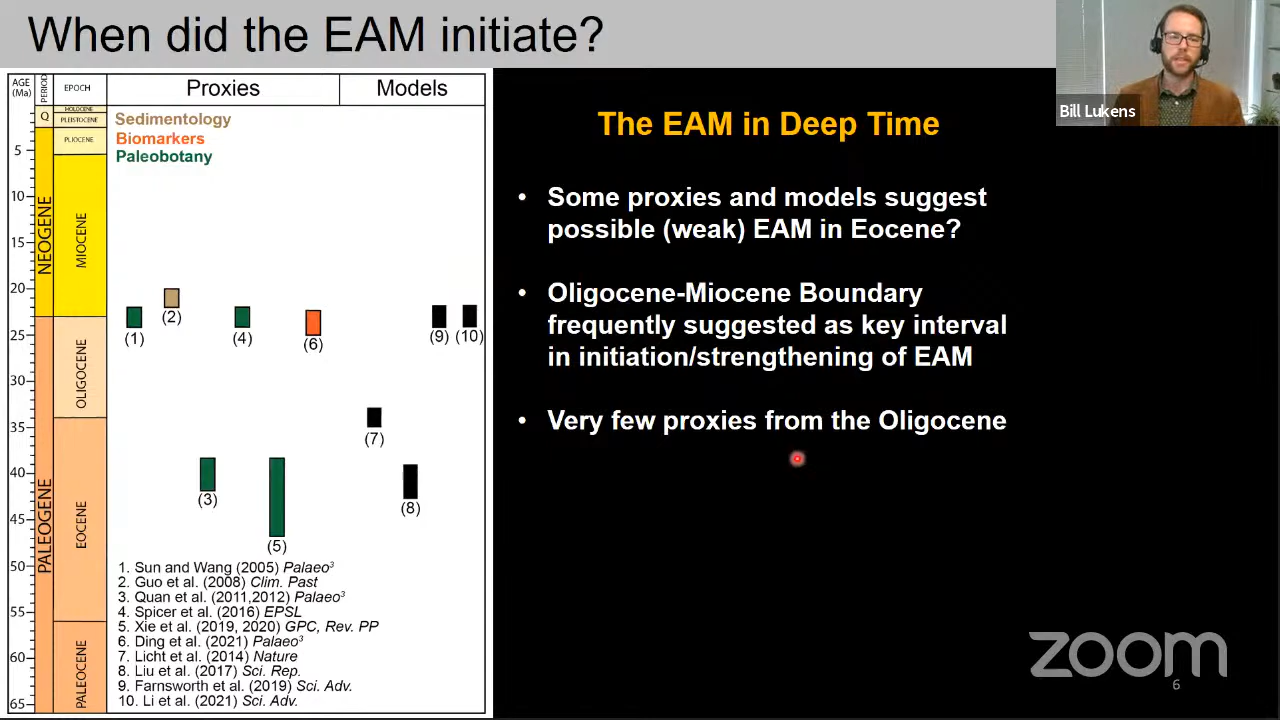 When did the EAM initiate?
Bill Lukens
AGE (Ma)
PERIOD
EPOCH
Proxies
Models
Q
HOLOCENE
PLEISTOCENE
PLIOCENE
NEOGENE
MIOCENE
PALEOGENE
OLIGOCENE
EOCENE
PALEOCENE
5
10
15
20
25
30
35
40
45
50
55
60
65
Sedimentology
Biomarkers
Paleobotany
(1)
(2)
(4)
(6)
(9)
(10)
(7)
(3)
(8)
(5)
1. Sun and Wang (2005) Palaeo³
2. Guo et al. (2008) Clim. Past
3. Quan et al. (2011,2012) Palaeo³
4. Spicer et al. (2016) EPSL
5. Xie et al. (2019, 2020) GPC, Rev. PP
6. Ding et al. (2021) Palaeo³
7. Licht et al. (2014) Nature
8. Liu et al. (2017) Sci. Rep.
9. Farnsworth et al. (2019) Sci. Adv.
10. Li et al. (2021) Sci. Adv.
The EAM in Deep Time
• Some proxies and models suggest
possible (weak) EAM in Eocene?
• Oligocene-Miocene Boundary
frequently suggested as key interval
in initiation/strengthening of EAM
• Very few proxies from the Oligocene
zoom
6